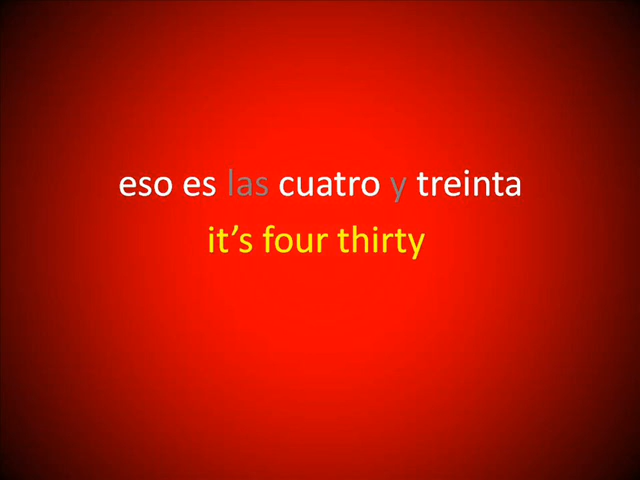 eso es las cuatro y treinta
it’s four thirty